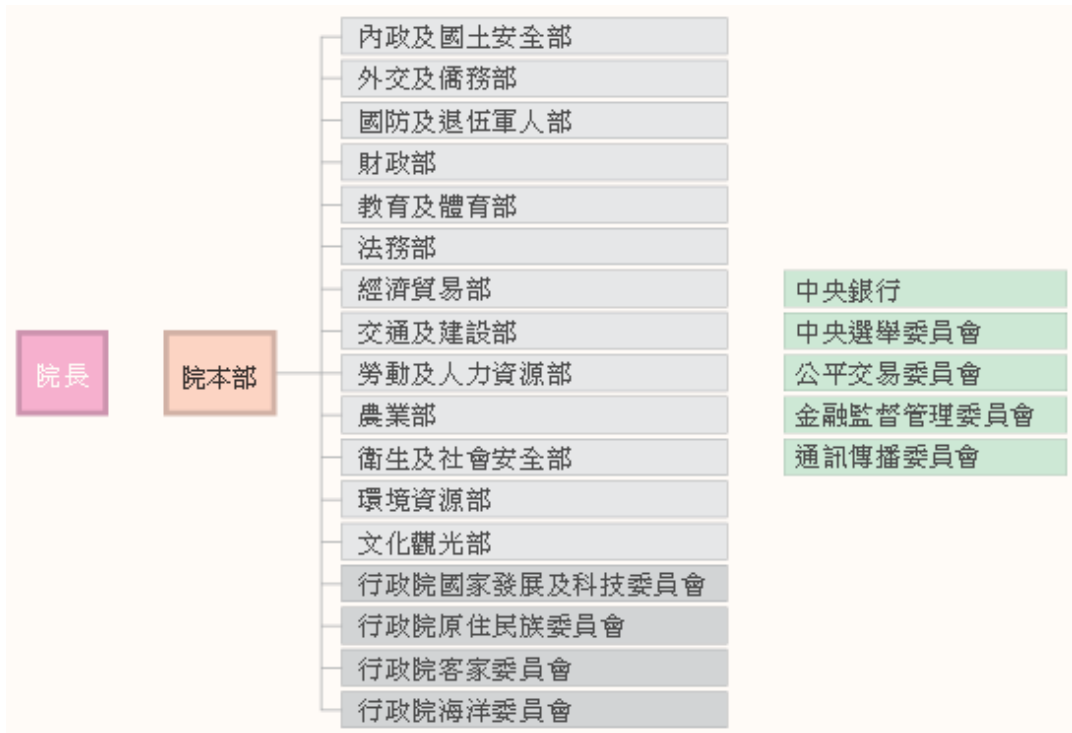 院長
院本部
內政及國土安全部
外交及僑務部
國防及退伍軍人部
財政部
教育及體育部
法務部
經濟貿易部
交通及建設部
勞動及人力資源部
農業部
衛生及社會安全部
環境資源部
文化觀光部
行政院國家發展及科技委員會
行政院原住民族委員會
行政院客家委員會
行政院海洋委員會
中央銀行
中央選舉委員會
公平交易委員會
金融監督管理委員會
通訊傳播委員會